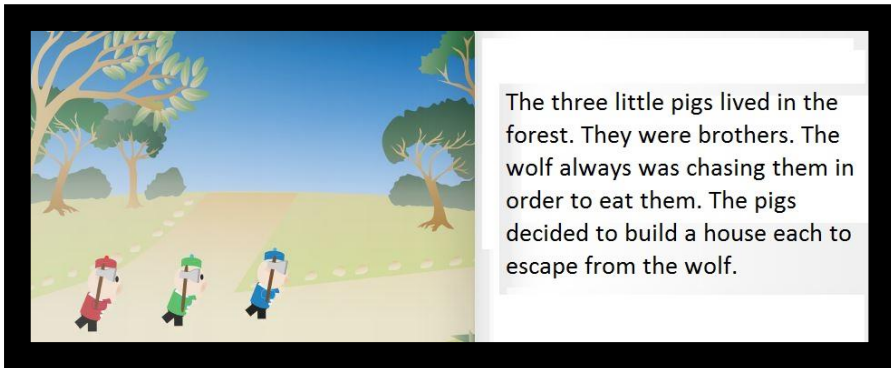 The three little pigs lived in the
forest. They were brothers. The
wolf always was chasing them in
order to eat them. The pigs
decided to build a house each to
escape from the wolf.